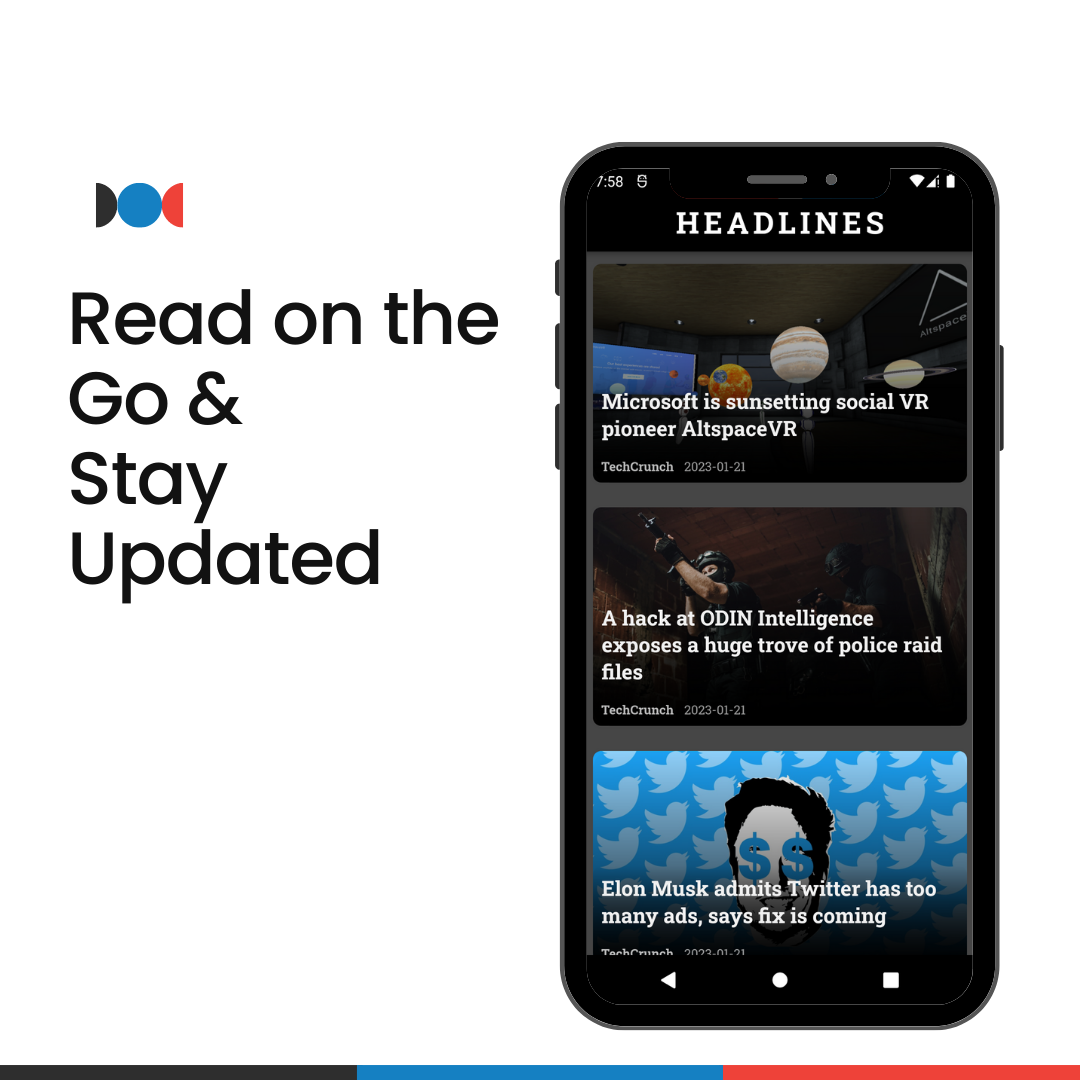 Read on the
Go &
Stay
Updated
7:58
HEADLINES
Altspace
Microsoft is sunsetting social VR
pioneer AltspaceVR
TechCrunch 2023-01-21
A hack at ODIN Intelligence
exposes a huge trove of police raid
files
TechCrunch 2023-01-21
$ $
Elon Musk admits Twitter has too
many ads, says fix is coming
TechCrunch 2023-01-21